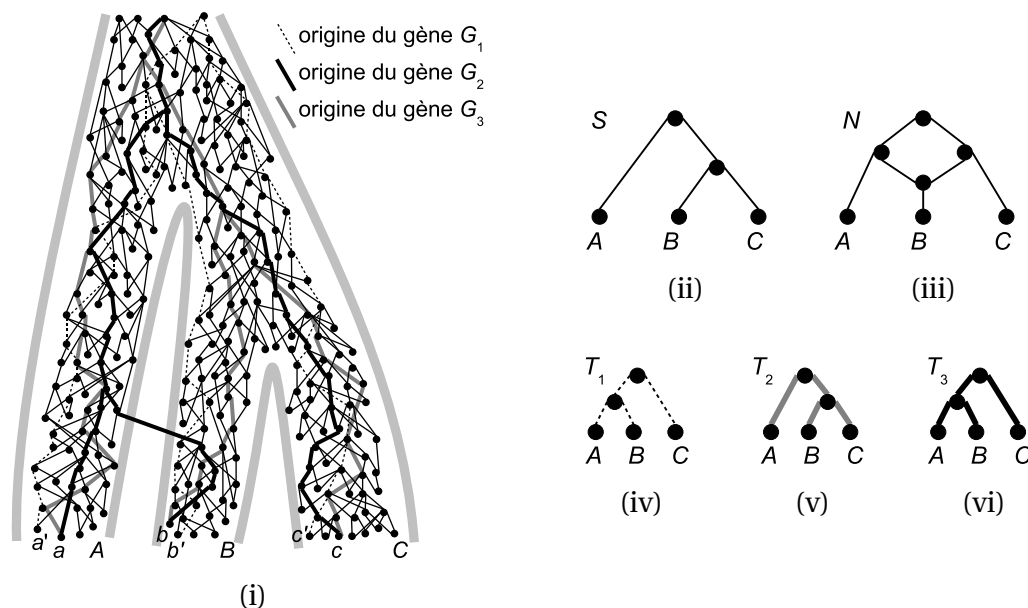 origine du gène G1
origine du gène G2
origine du gène G3
a' a A b b' B c' c C
(i)
S
A B C
(ii)
N
A B C
(iii)
T1
A B C
(iv)
T2
A B C
(v)
T3
A B C
(vi)